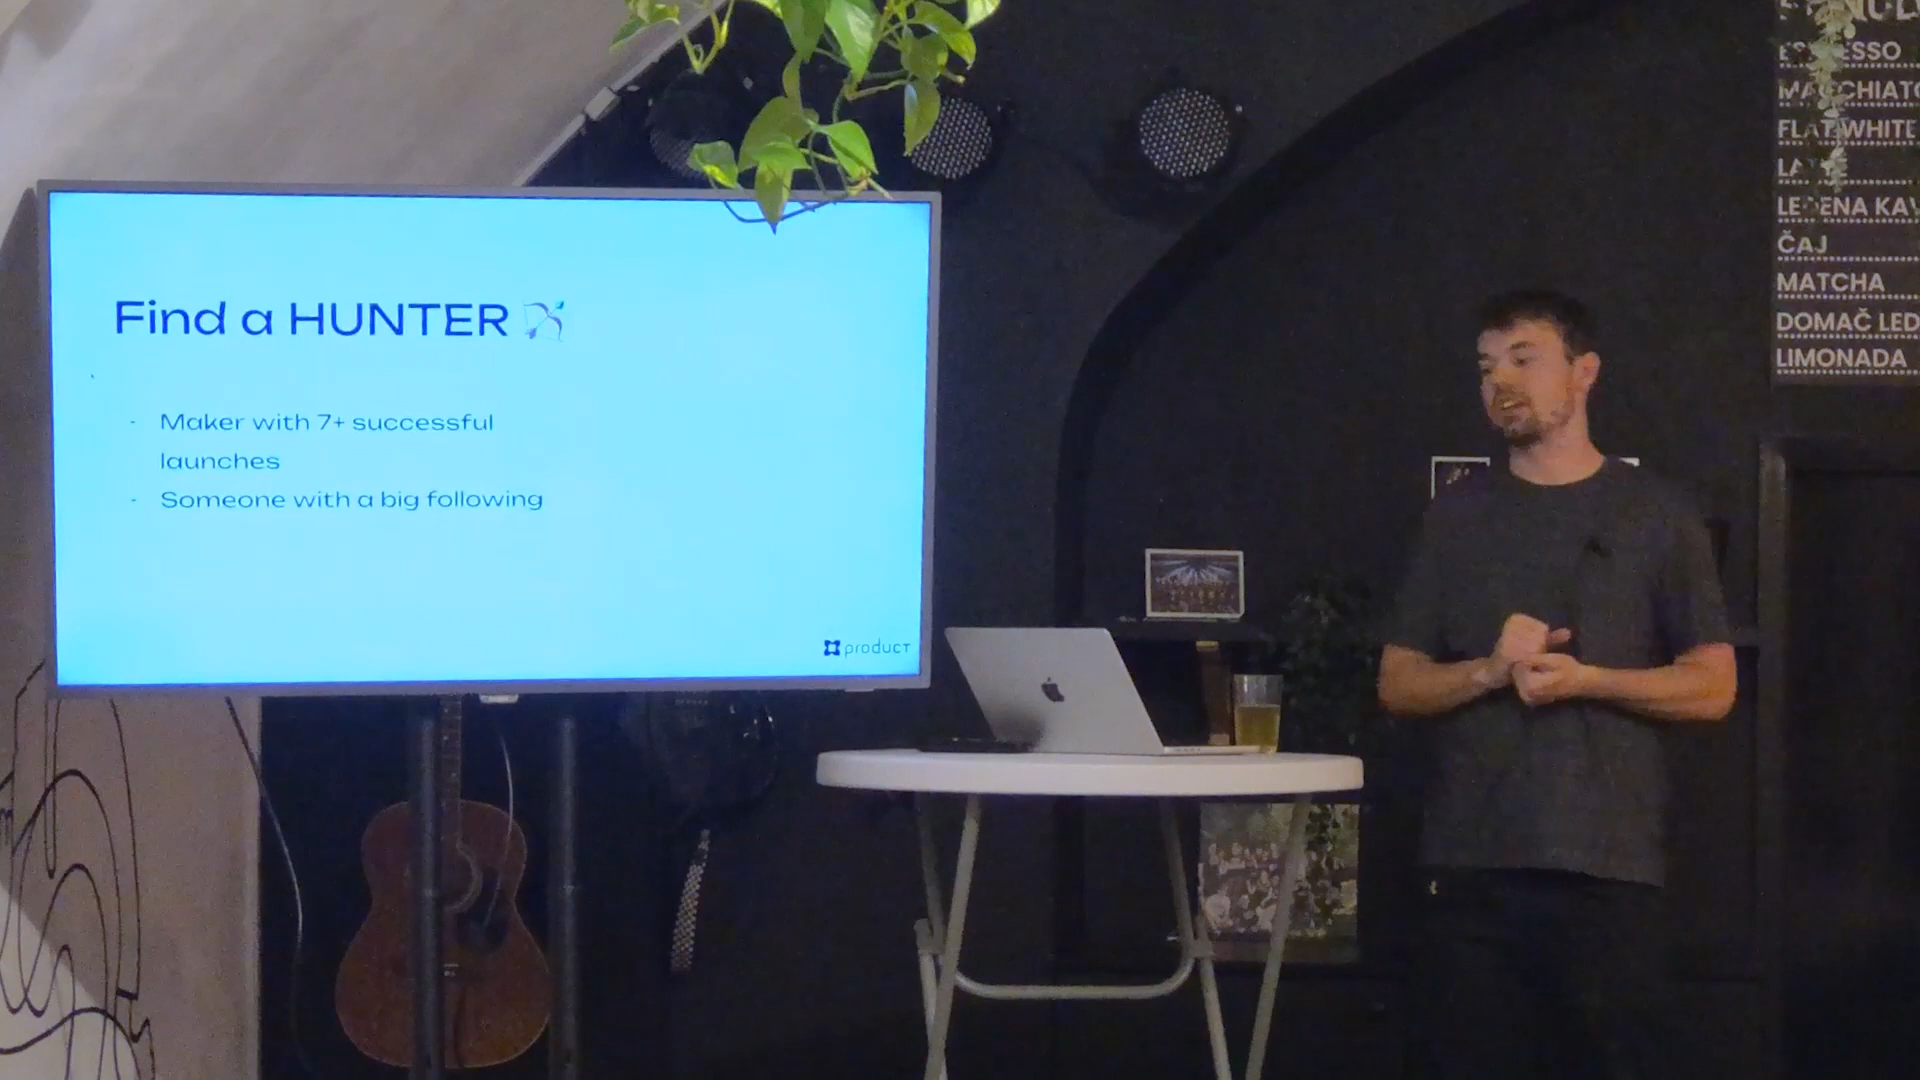 Find a HUNTER
- Maker with 7+ successful
launches
- Someone with a big following
product
MATCHA
LIMONADA
ČAJ
FLAT WHITE